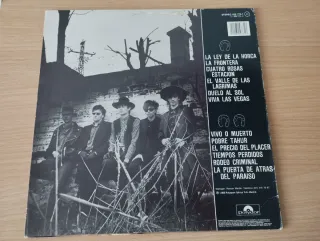 LA LEY DE LA HORCA
LA FRONTERA
CUATRO ROSAS
ESTACION
EL VALLE DE LAS
LAGRIMAS
DUELO AL SOL
VIVA LAS VEGAS
VIVO O MUERTO
POBRE TAHUR
EL PRECIO DEL PLACER
TIEMPOS PERDIDOS
RODEO CRIMINAL
LA PUERTA DE ATRAS
DEL PARAISO